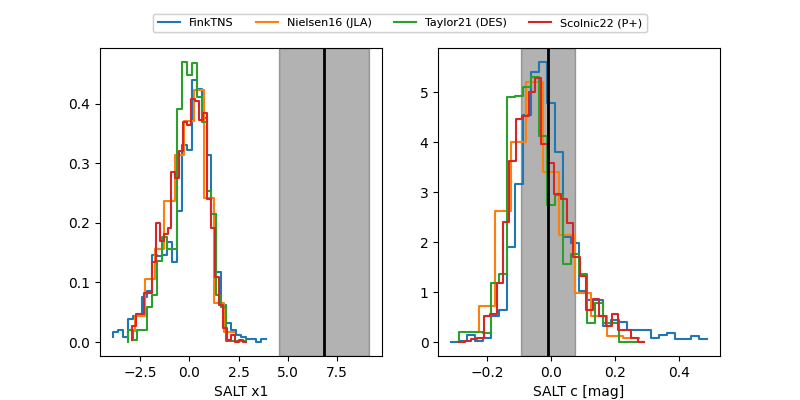 FinkTNS Nielsen16 (JLA) Taylor21 (DES) Scolnic22 (P+)
0.4
0.3
0.2
0.1
0.0
−2.5 0.0 2.5 5.0 7.5
SALT x1
5
4
3
2
1
0
−0.2 0.0 0.2 0.4
SALT c [mag]